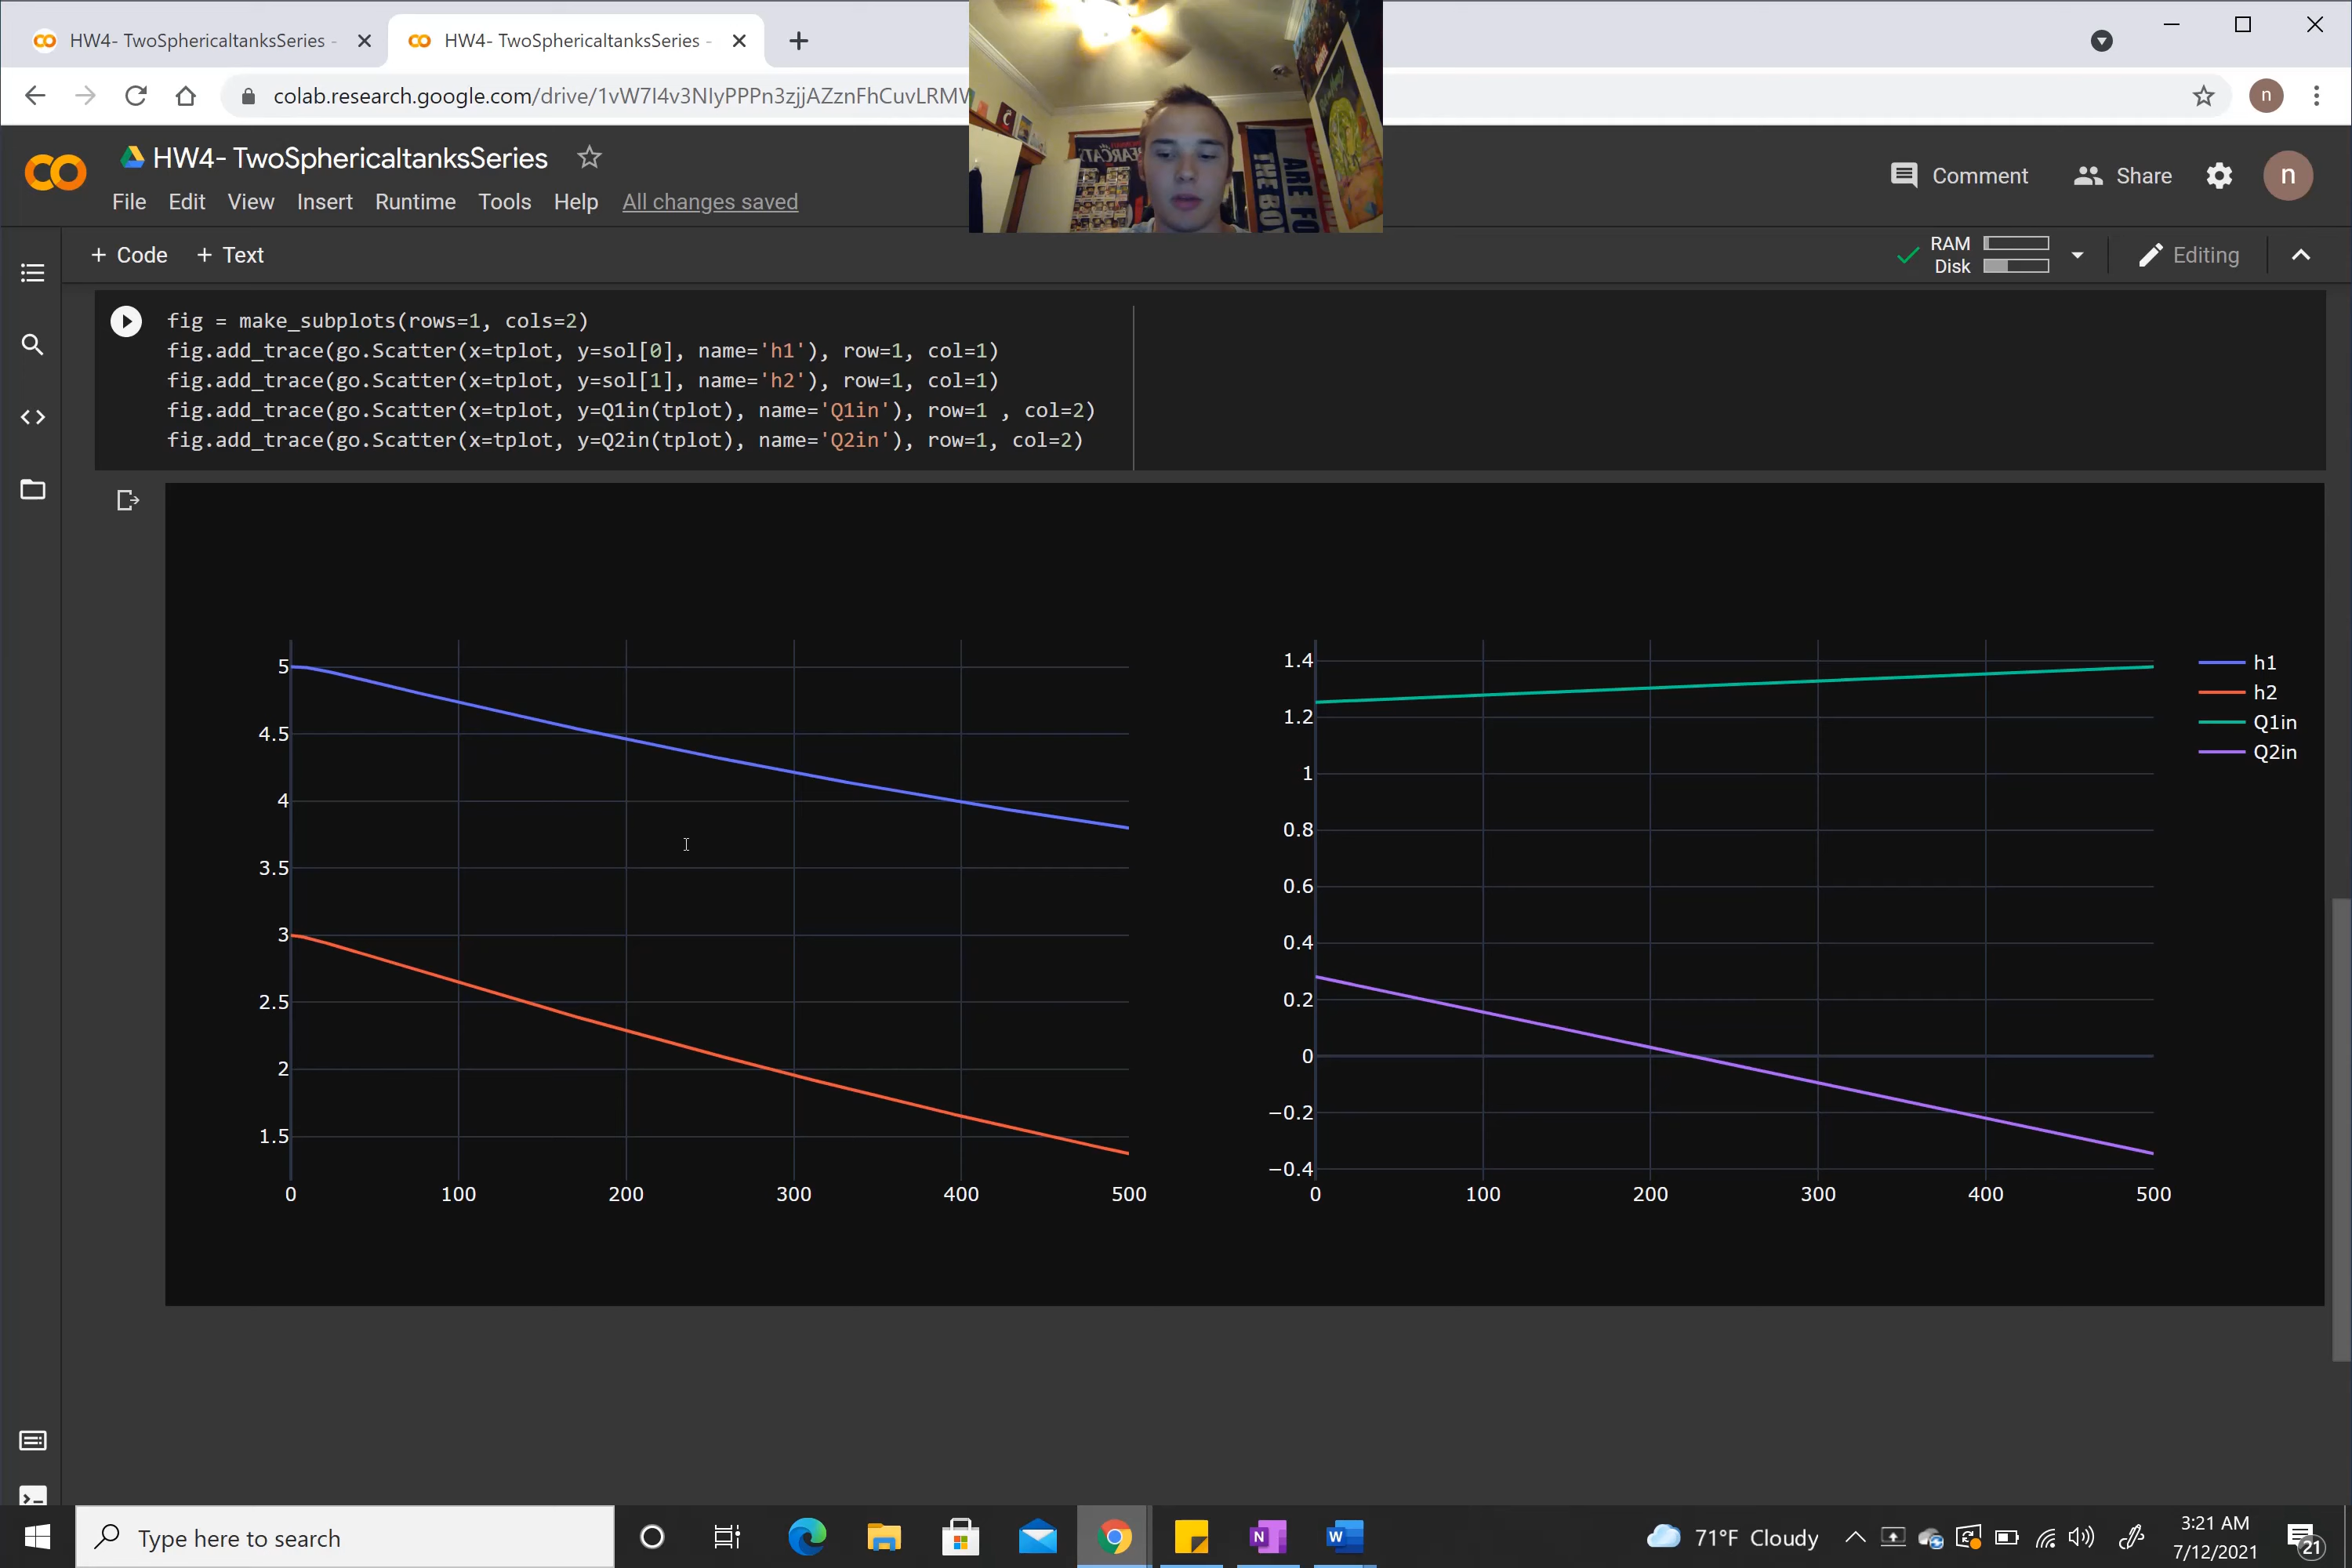 HW4- TwoSphericaltanksSeries -
HW4- TwoSphericaltanksSeries -
HW4- TwoSphericaltanksSeries
File Edit View Insert Runtime Tools Help All changes saved
Comment
Share
n
n
+ Code + Text
RAM
Disk
Editing
fig = make_subplots(rows=1, cols=2)
fig.add_trace(go.Scatter(x=tplot, y=sol[0], name='h1'), row=1, col=1)
fig.add_trace(go.Scatter(x=tplot, y=sol[1], name='h2'), row=1, col=1)
fig.add_trace(go.Scatter(x=tplot, y=Q1in(tplot), name='Q1in'), row=1 , col=2)
fig.add_trace(go.Scatter(x=tplot, y=Q2in(tplot), name='Q2in'), row=1, col=2)
5
4.5
4
3.5
3
2.5
2
1.5
0 100 200 300 400 500
1.4
1.2
1
0.8
0.6
0.4
0.2
0
−0.2
−0.4
0 100 200 300 400 500
h1
h2
Q1in
Q2in
THE BO
ARE FO
Type here to search
71°F Cloudy
3:21 AM
7/12/2021
21